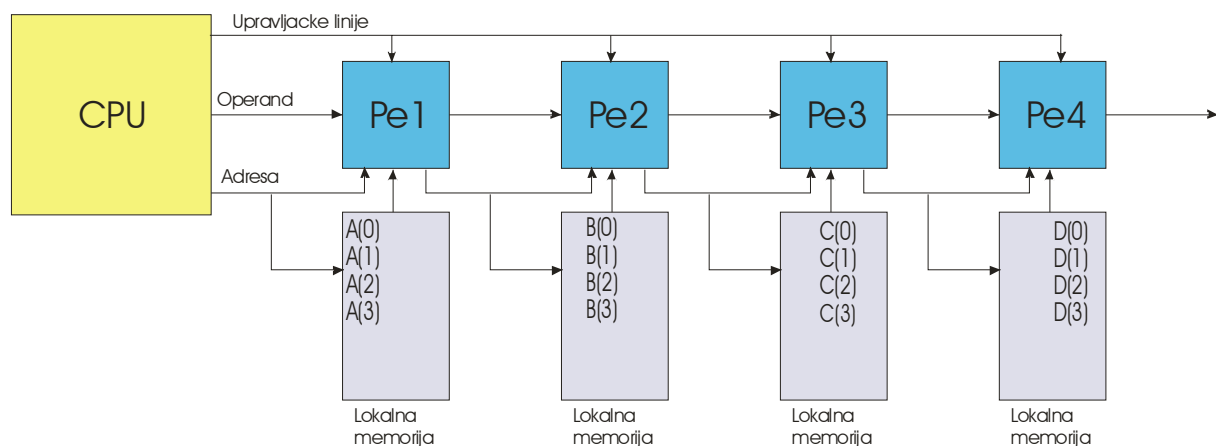 Upravljacke linije
CPU
Operand
Adresa
Pe1
Pe2
Pe3
Pe4
A(0)
A(1)
A(2)
A(3)
B(0)
B(1)
B(2)
B(3)
C(0)
C(1)
C(2)
C(3)
D(0)
D(1)
D(2)
D(3)
Lokalna
memorija
Lokalna
memorija
Lokalna
memorija
Lokalna
memorija